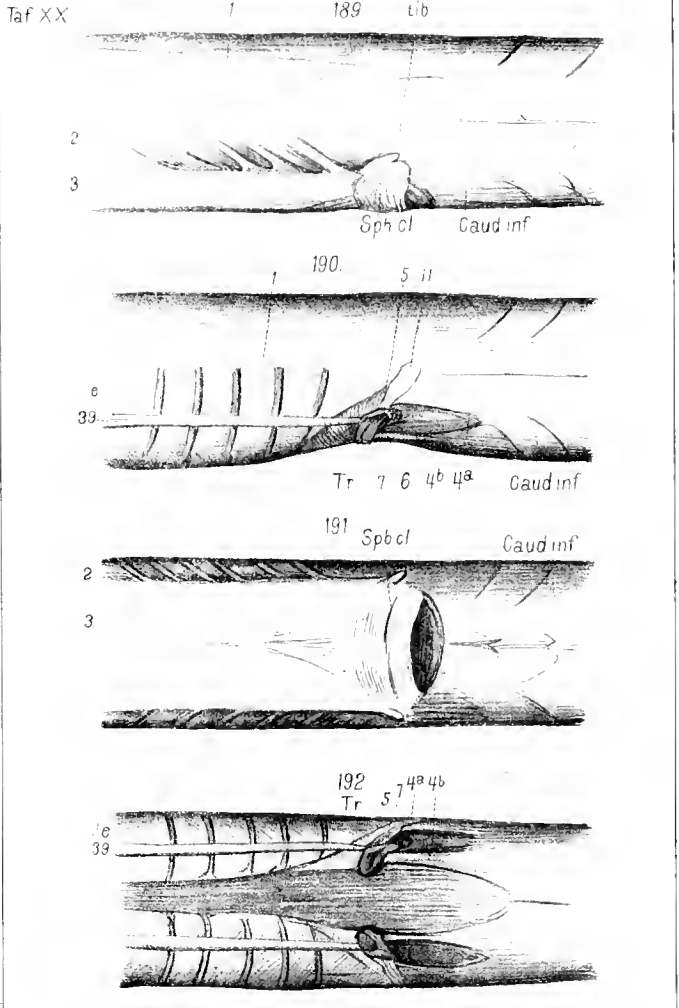 Taf XX
1 189 tib
2
3
Sph cl Caud inf
190.
1 5 il
e
39
Tr 7 6 4b 4a Caud inf
191 Sph cl Caud inf
2
3
192
Tr 5 7 4a 4b
e
39